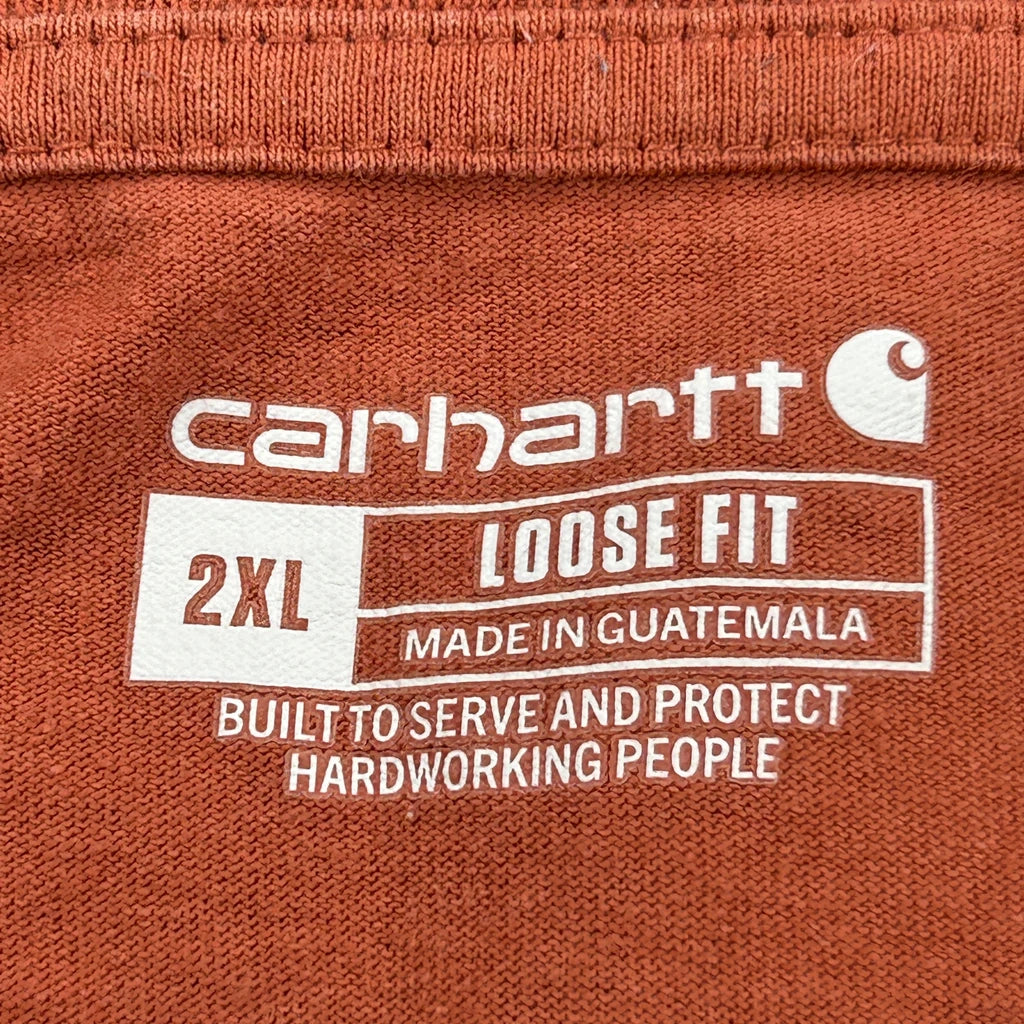 carhartt
2XL
LOOSE FIT
MADE IN GUATEMALA
BUILT TO SERVE AND PROTECT
HARDWORKING PEOPLE